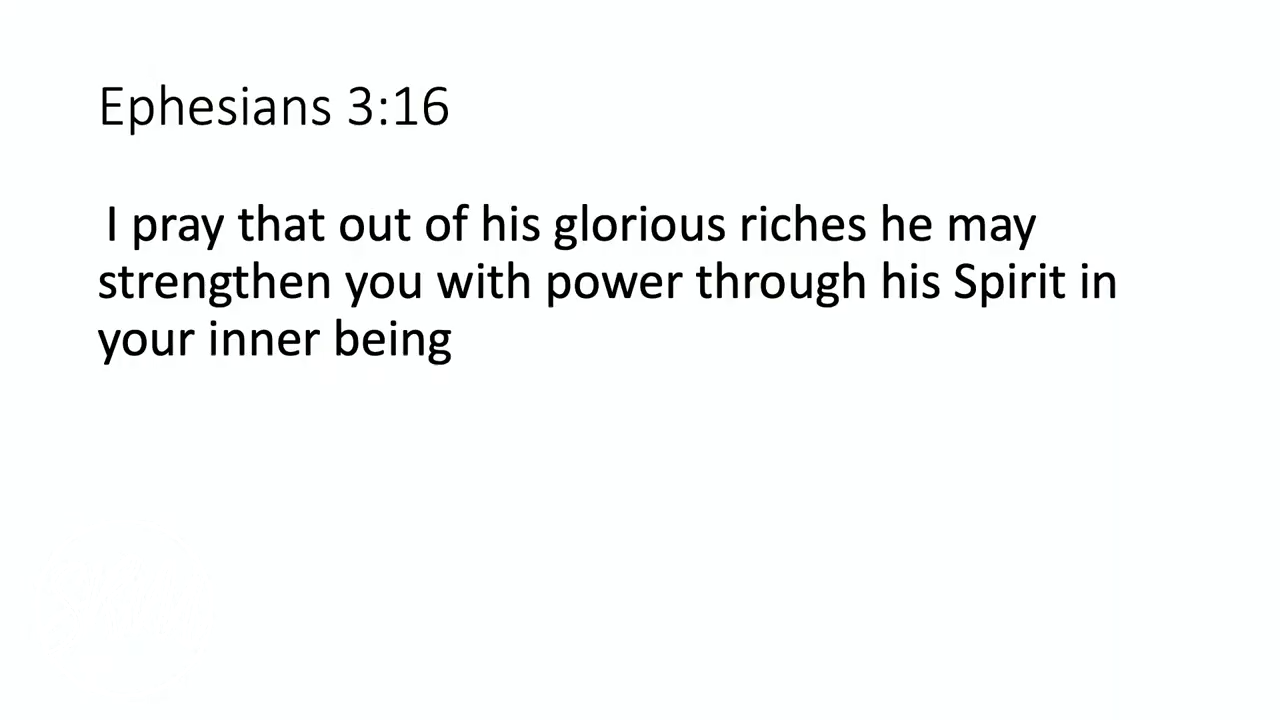 Ephesians 3:16
I pray that out of his glorious riches he may
strengthen you with power through his Spirit in
your inner being